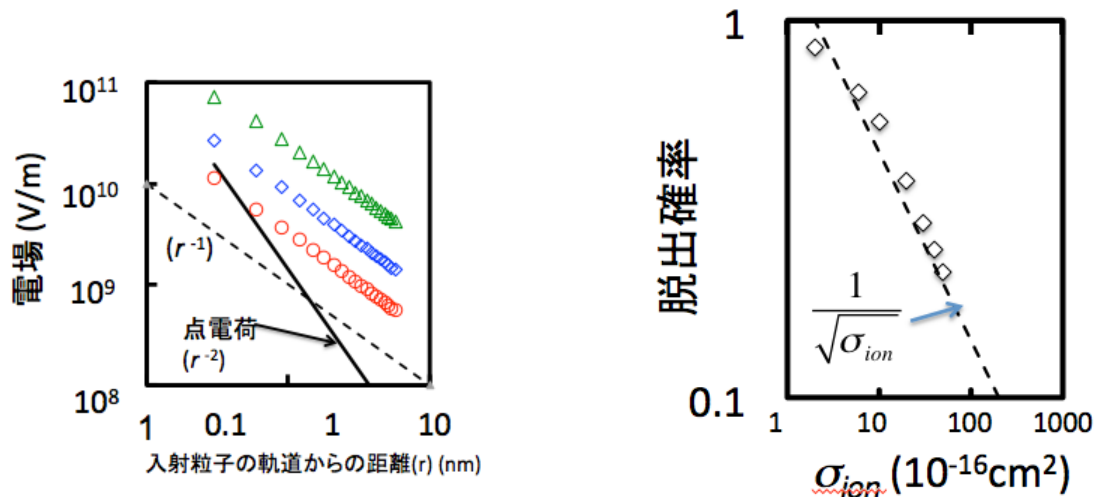 10¹¹
10¹⁰
10⁹
10⁸
電場 (V/m)
(r ⁻¹)
点電荷
(r ⁻²)
1 0.1 1 10
入射粒子の軌道からの距離(r) (nm)
1
0.1
脱出確率
1
√σion
1 10 100 1000
σion (10⁻¹⁶cm²)